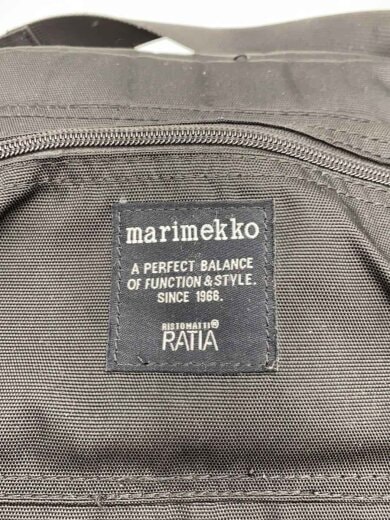 marimekko
A PERFECT BALANCE
OF FUNCTION & STYLE.
SINCE 1968.
RISTOMATTI®
RATIA